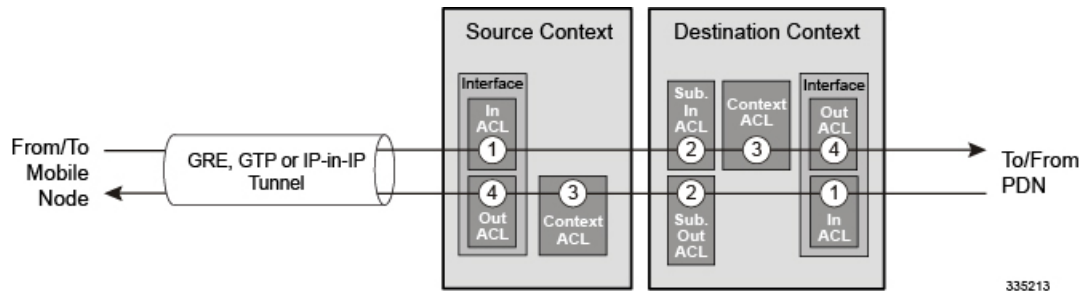 Source Context
Destination Context
Interface
In
ACL
1
4
Out
ACL
3
Context
ACL
Sub.
In
ACL
2
Context
ACL
3
Interface
Out
ACL
4
2
Sub.
Out
ACL
1
In
ACL
From/To
Mobile
Node
GRE, GTP or IP-in-IP
Tunnel
To/From
PDN
335213